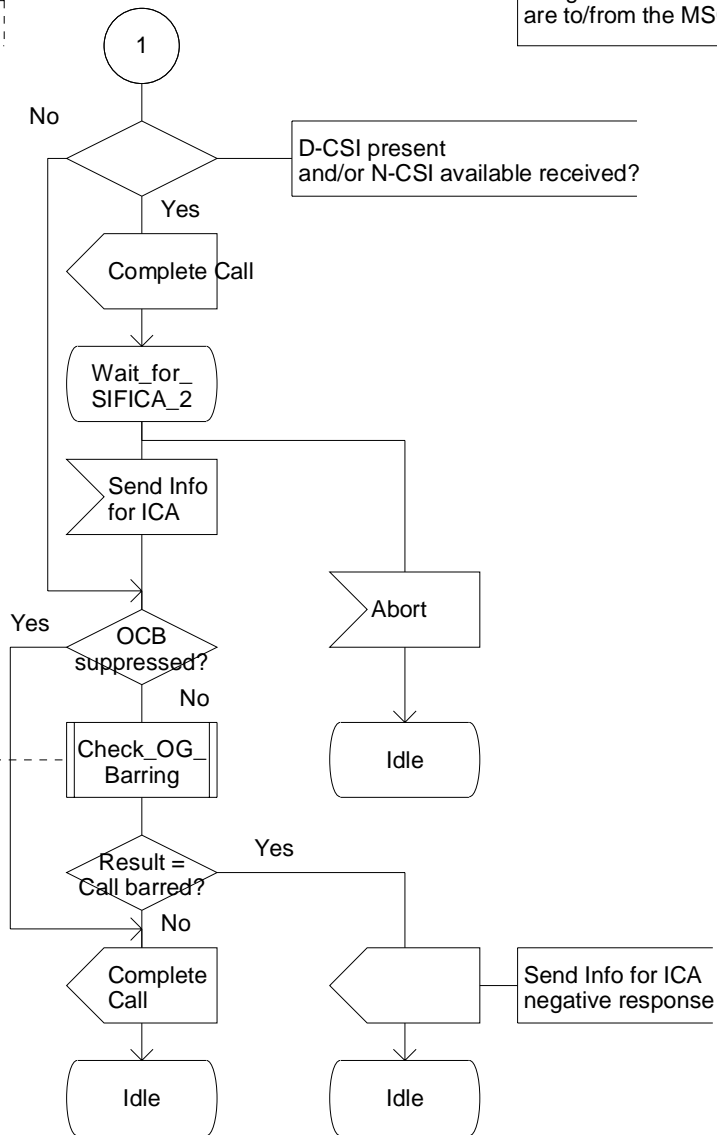 are to/from the MS
1
No
D-CSI present
and/or N-CSI available received?
Yes
Complete Call
Wait_for_
SIFICA_2
Send Info
for ICA
Abort
Yes
OCB
suppressed?
No
Check_OG_
Barring
Idle
Result =
Call barred?
Yes
No
Complete
Call
Send Info for ICA
negative response
Idle
Idle